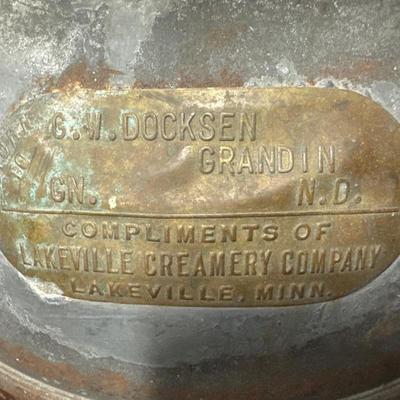 G.W.DOCKSEN
GRANDIN
GN. N.D.
COMPLIMENTS OF
LAKEVILLE CREAMERY COMPANY
LAKEVILLE, MINN.